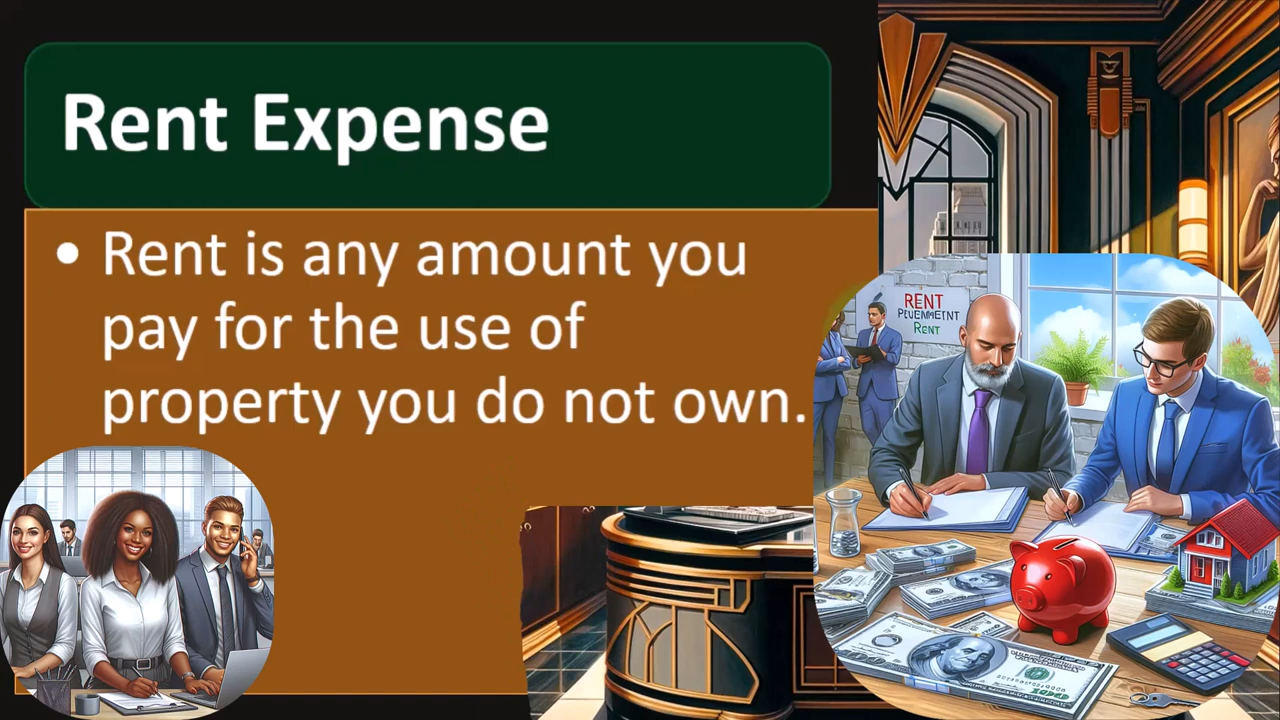 Rent Expense
• Rent is any amount you
pay for the use of
property you do not own.
RENT
RENT
100